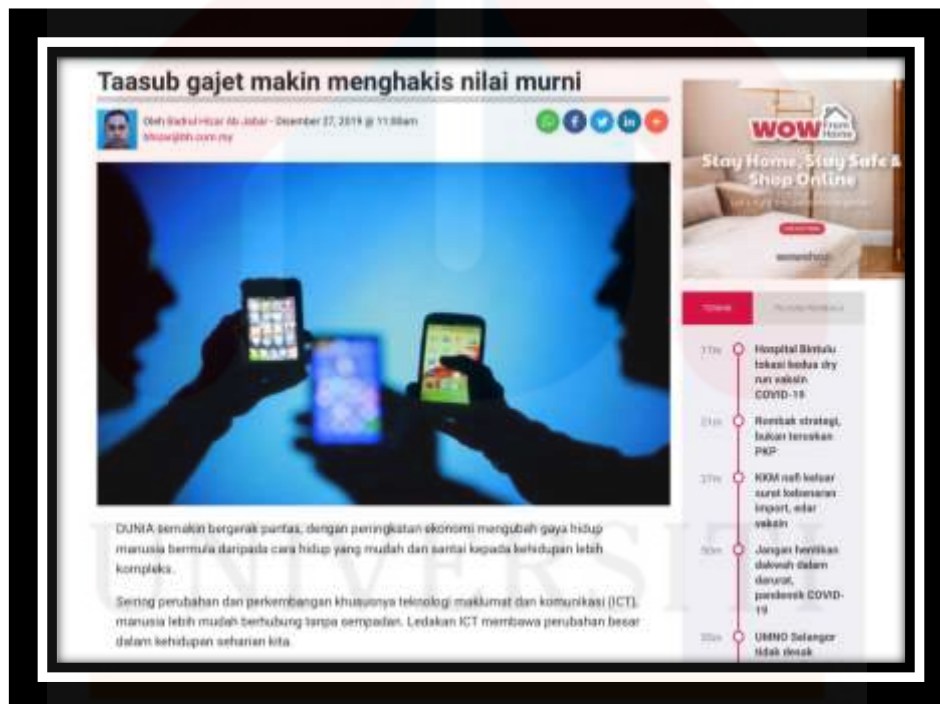 Taasub gajet makin menghakis nilai murni
Oleh Badrul Hizar Ab Jabar - Disember 27, 2019 @ 11:00am
bhizar@bh.com.my
WOW From Home
Stay Home, Stay Safe &
Shop Online
DUNIA semakin bergerak pantas, dengan peningkatan ekonomi mengubah gaya hidup
manusia bermula daripada cara hidup yang mudah dan santai kepada kehidupan lebih
kompleks.
Seiring perubahan dan perkembangan khususnya teknologi maklumat dan komunikasi (ICT),
manusia lebih mudah berhubung tanpa sempadan. Ledakan ICT membawa perubahan besar
dalam kehidupan seharian kita.
Hospital Bintulu
lokasi kedua dry
run vaksin
COVID-19
Rombak strategi,
bukan teruskan
PKP
KKM nafi keluar
surat kebenaran
import, edar
vaksin
Jangan hentikan
dakwah dalam
darurat,
pandemik COVID-
19
UMNO Selangor
tidak desak
UNIVERSITI